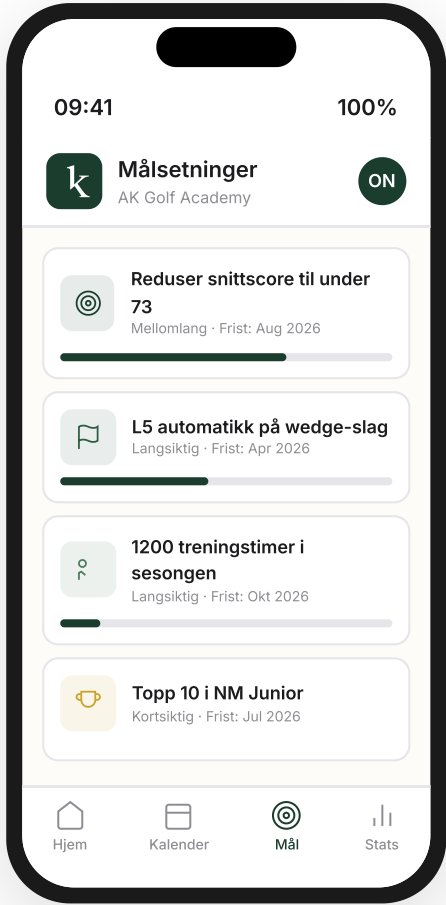 09:41 100%
k
Målsetninger
AK Golf Academy
ON
Reduser snittscore til under
73
Mellomlang · Frist: Aug 2026
L5 automatikk på wedge-slag
Langsiktig · Frist: Apr 2026
1200 treningstimer i
sesongen
Langsiktig · Frist: Okt 2026
Topp 10 i NM Junior
Kortsiktig · Frist: Jul 2026
Hjem Kalender Mål Stats